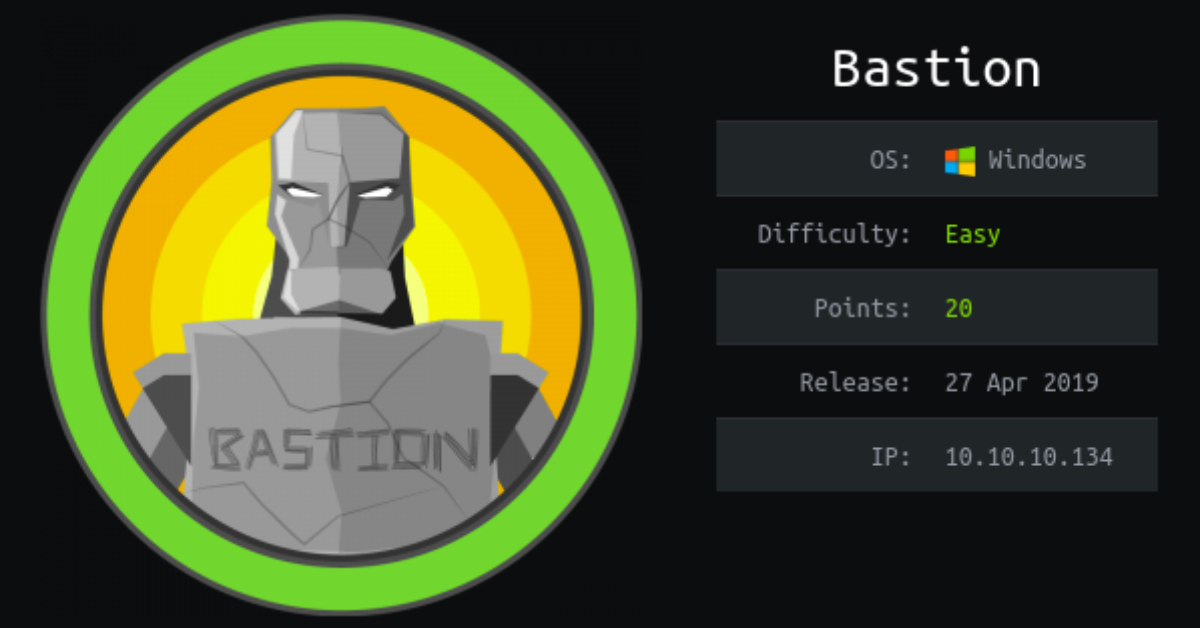 Bastion
OS: Windows
Difficulty: Easy
Points: 20
Release: 27 Apr 2019
IP: 10.10.10.134
BASTION